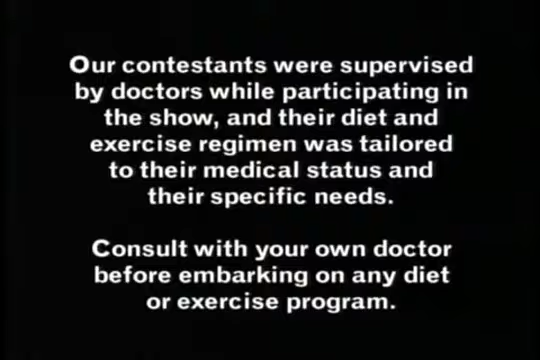 Our contestants were supervised
by doctors while participating in
the show, and their diet and
exercise regimen was tailored
to their medical status and
their specific needs.
Consult with your own doctor
before embarking on any diet
or exercise program.